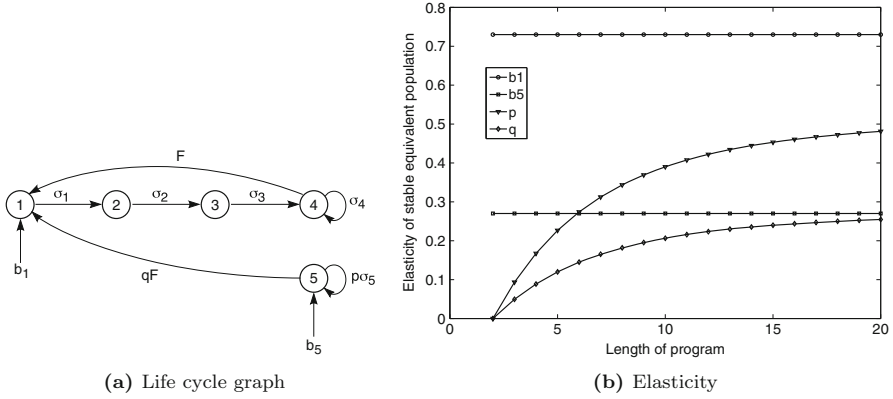 F
σ1
σ2
σ3
σ4
1
2
3
4
b1
qF
5
pσ5
b5
(a) Life cycle graph
Elasticity of stable equivalent population
0.8
0.7
0.6
0.5
0.4
0.3
0.2
0.1
0
b1
b5
p
q
0
5
10
15
20
Length of program
(b) Elasticity